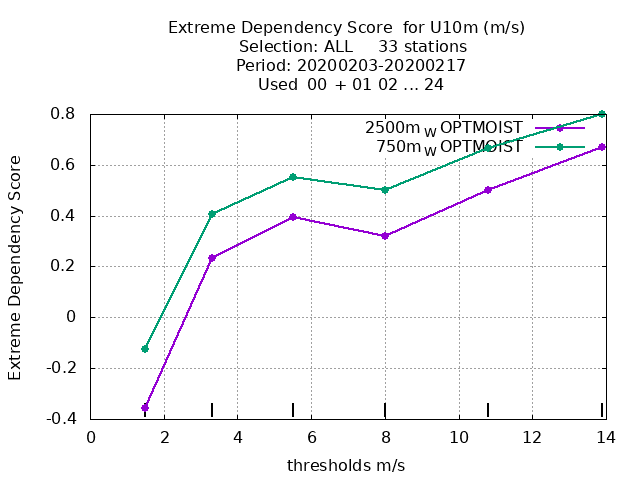 Extreme Dependency Score  for U10m (m/s)
Selection: ALL     33 stations
Period: 20200203-20200217
Used  00  + 01 02 ... 24
2500m W OPTMOIST
750m W OPTMOIST
Extreme Dependency Score
0.8
0.6
0.4
0.2
0
-0.2
-0.4
0 2 4 6 8 10 12 14
thresholds m/s